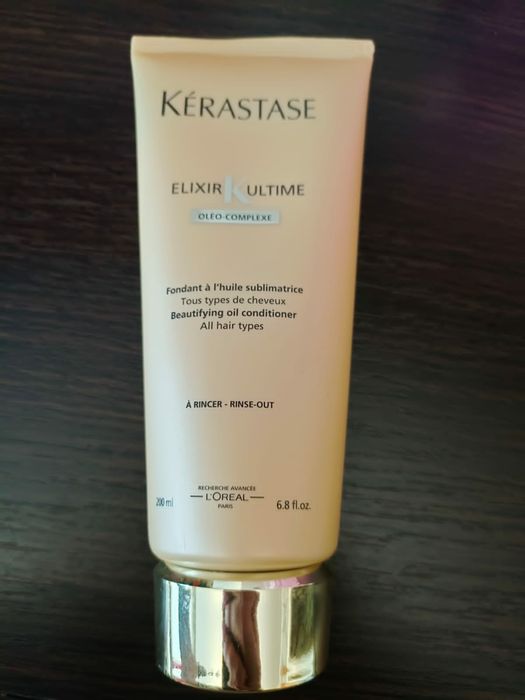 KÉRASTASE
ELIXIR K ULTIME
OLÉO-COMPLEXE
Fondant à l'huile sublimatrice
Tous types de cheveux
Beautifying oil conditioner
All hair types
À RINCER - RINSE-OUT
RECHERCHE AVANCÉE
L'ORÉAL
PARIS
200 ml
6.8 fl.oz.